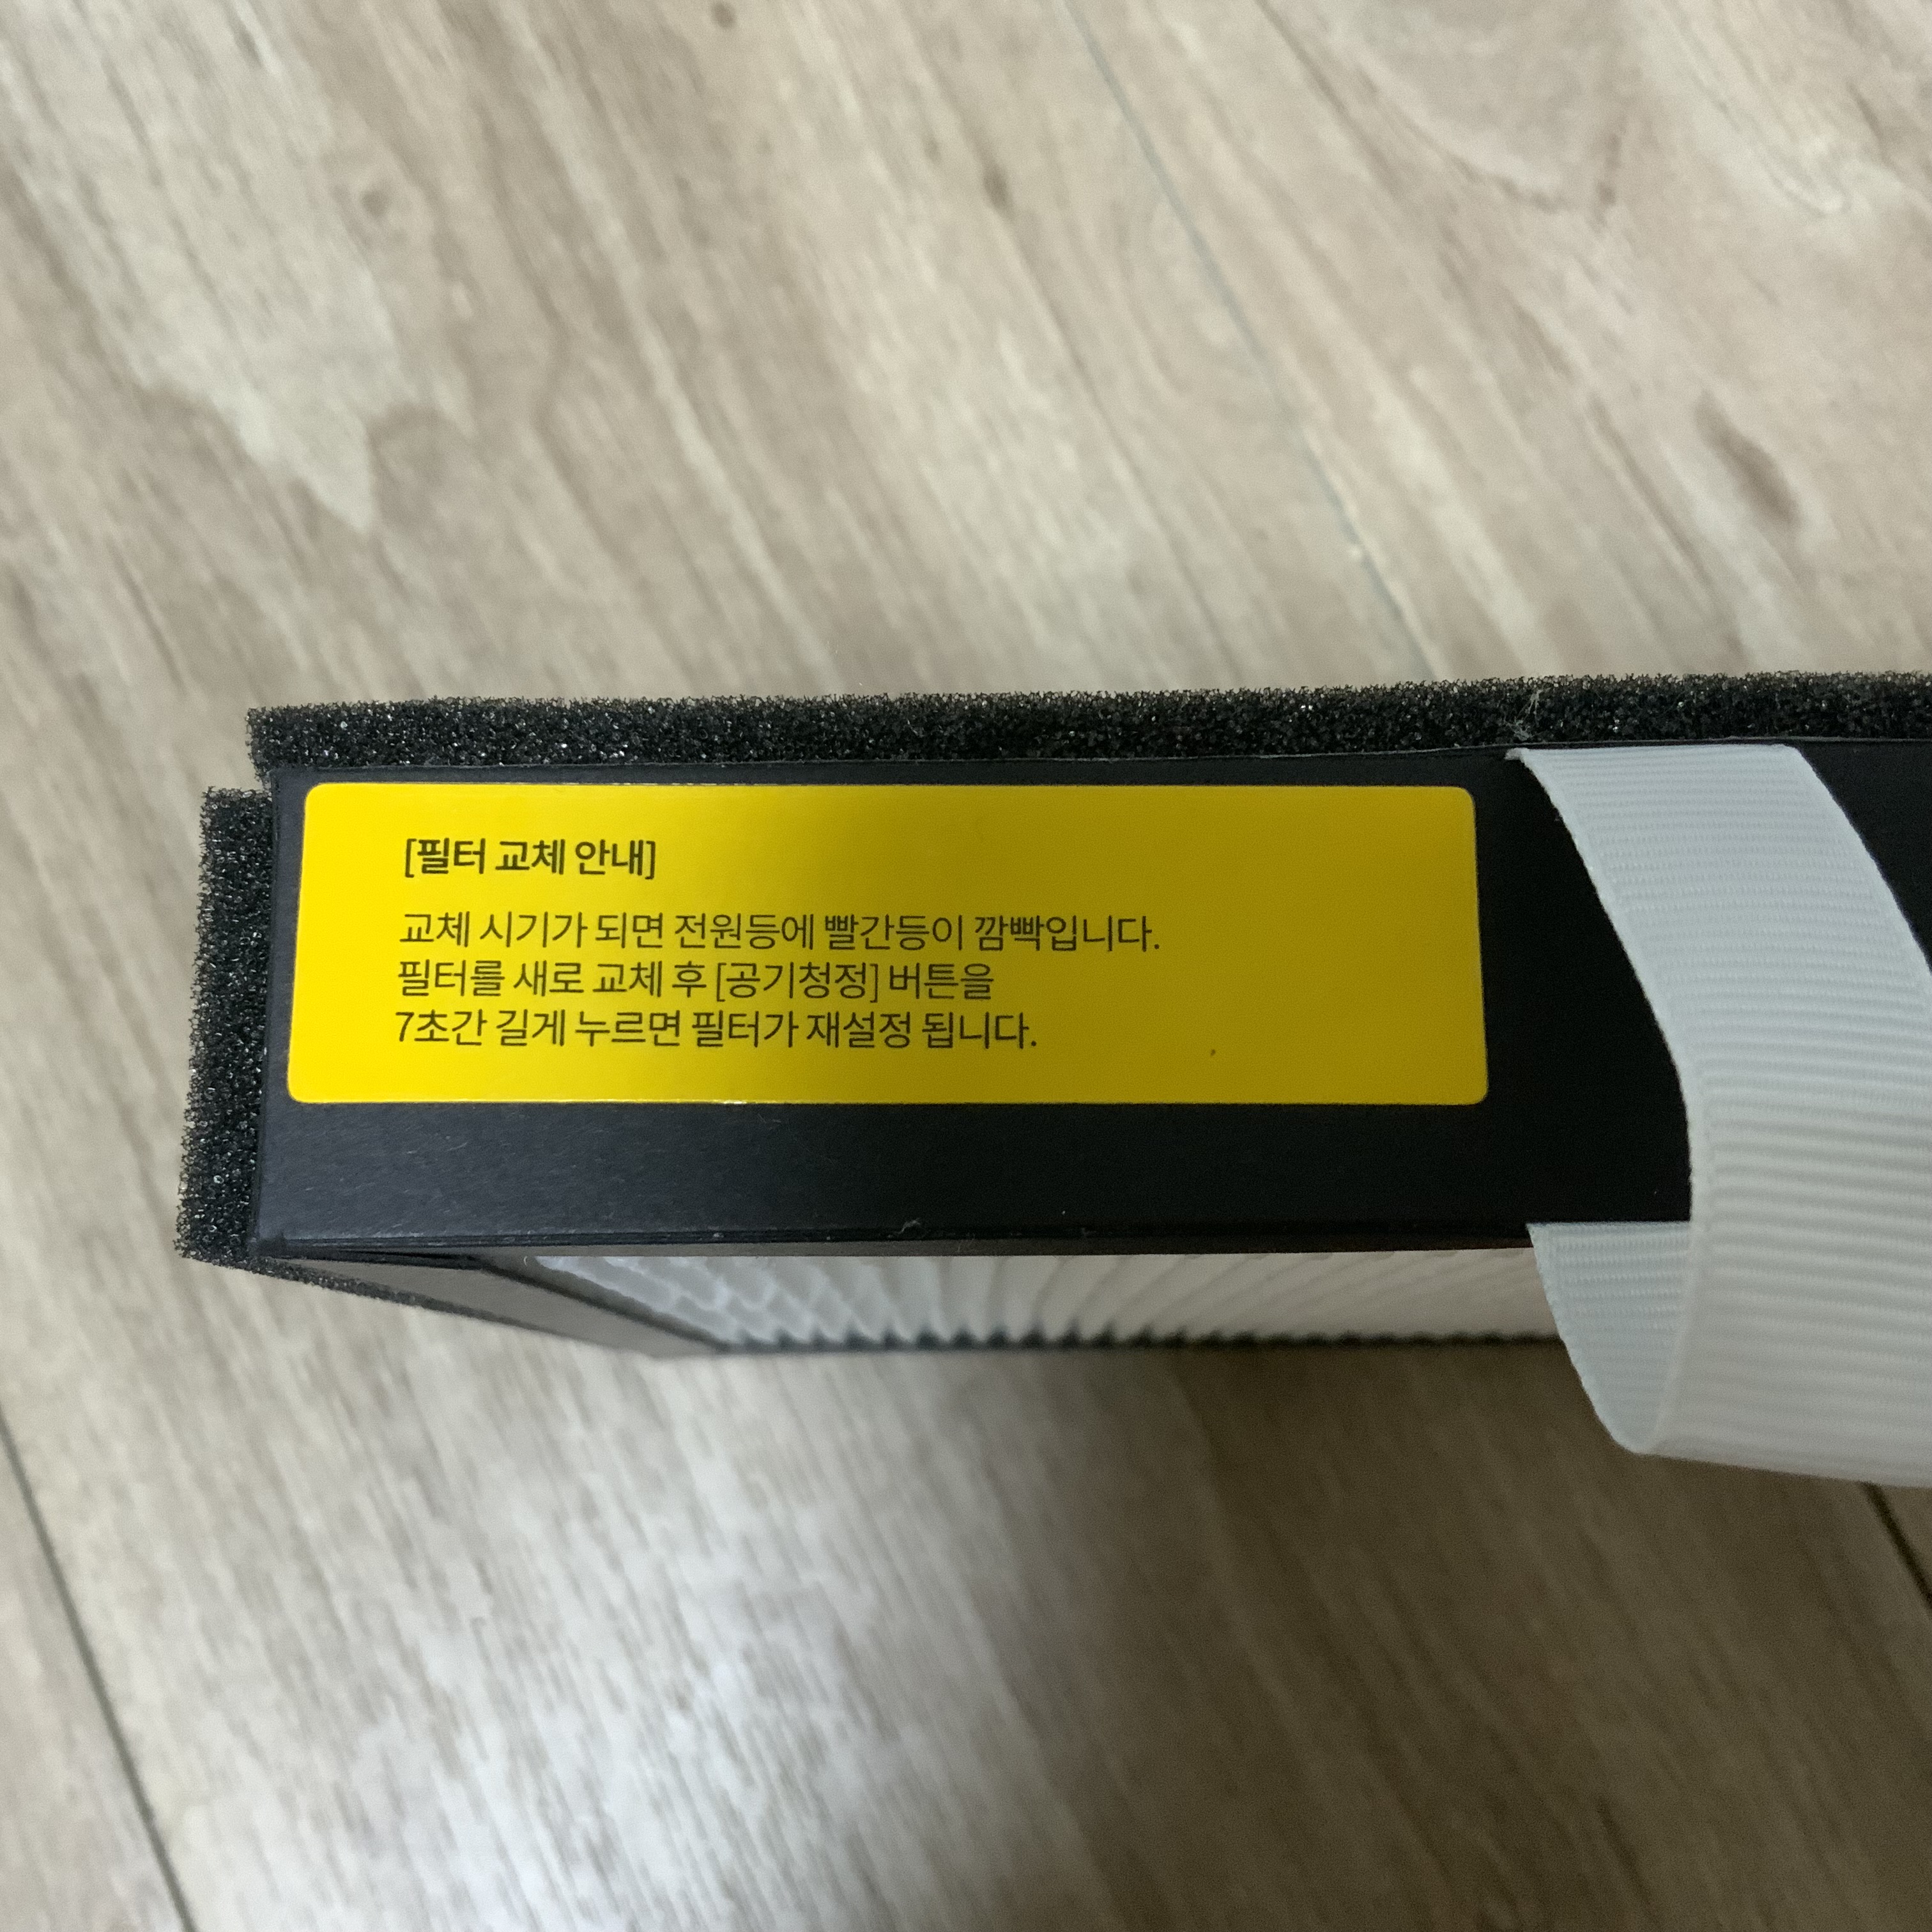 [필터 교체 안내]
교체 시기가 되면 전원등에 빨간등이 깜빡입니다.
필터를 새로 교체 후 [공기청정] 버튼을
7초간 길게 누르면 필터가 재설정 됩니다.